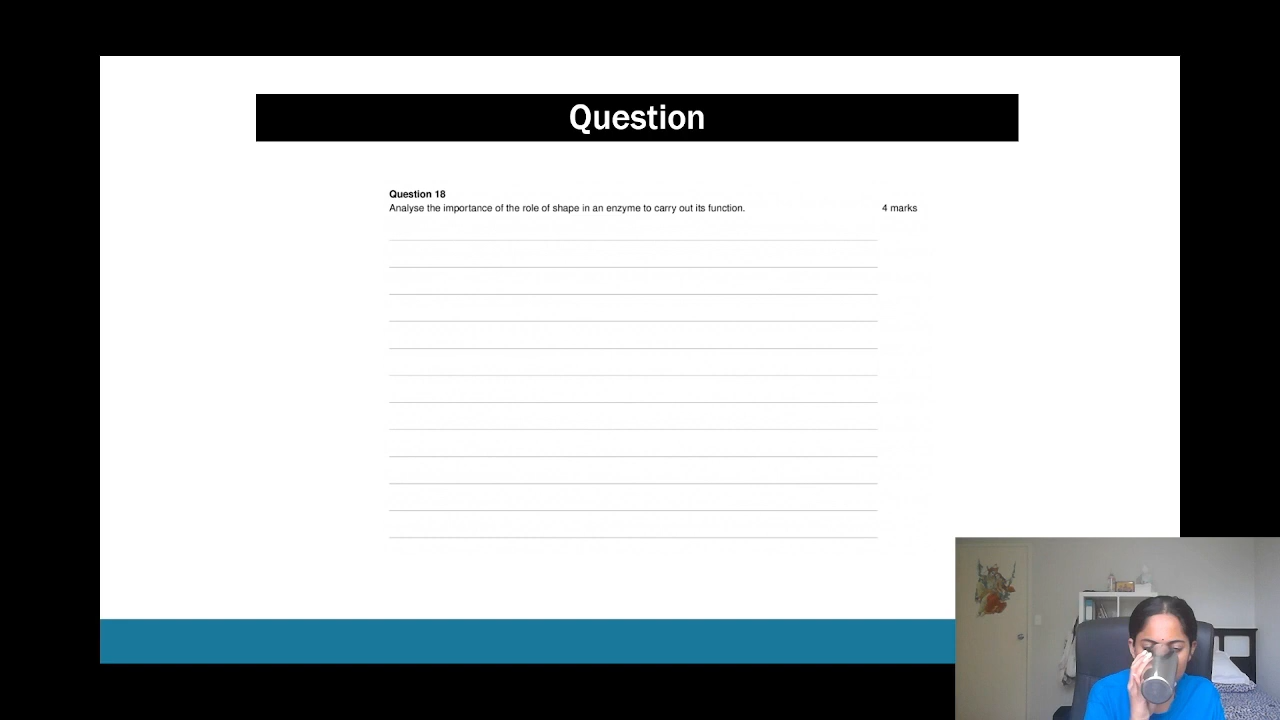 Question
Question 18
Analyse the importance of the role of shape in an enzyme to carry out its function. 4 marks